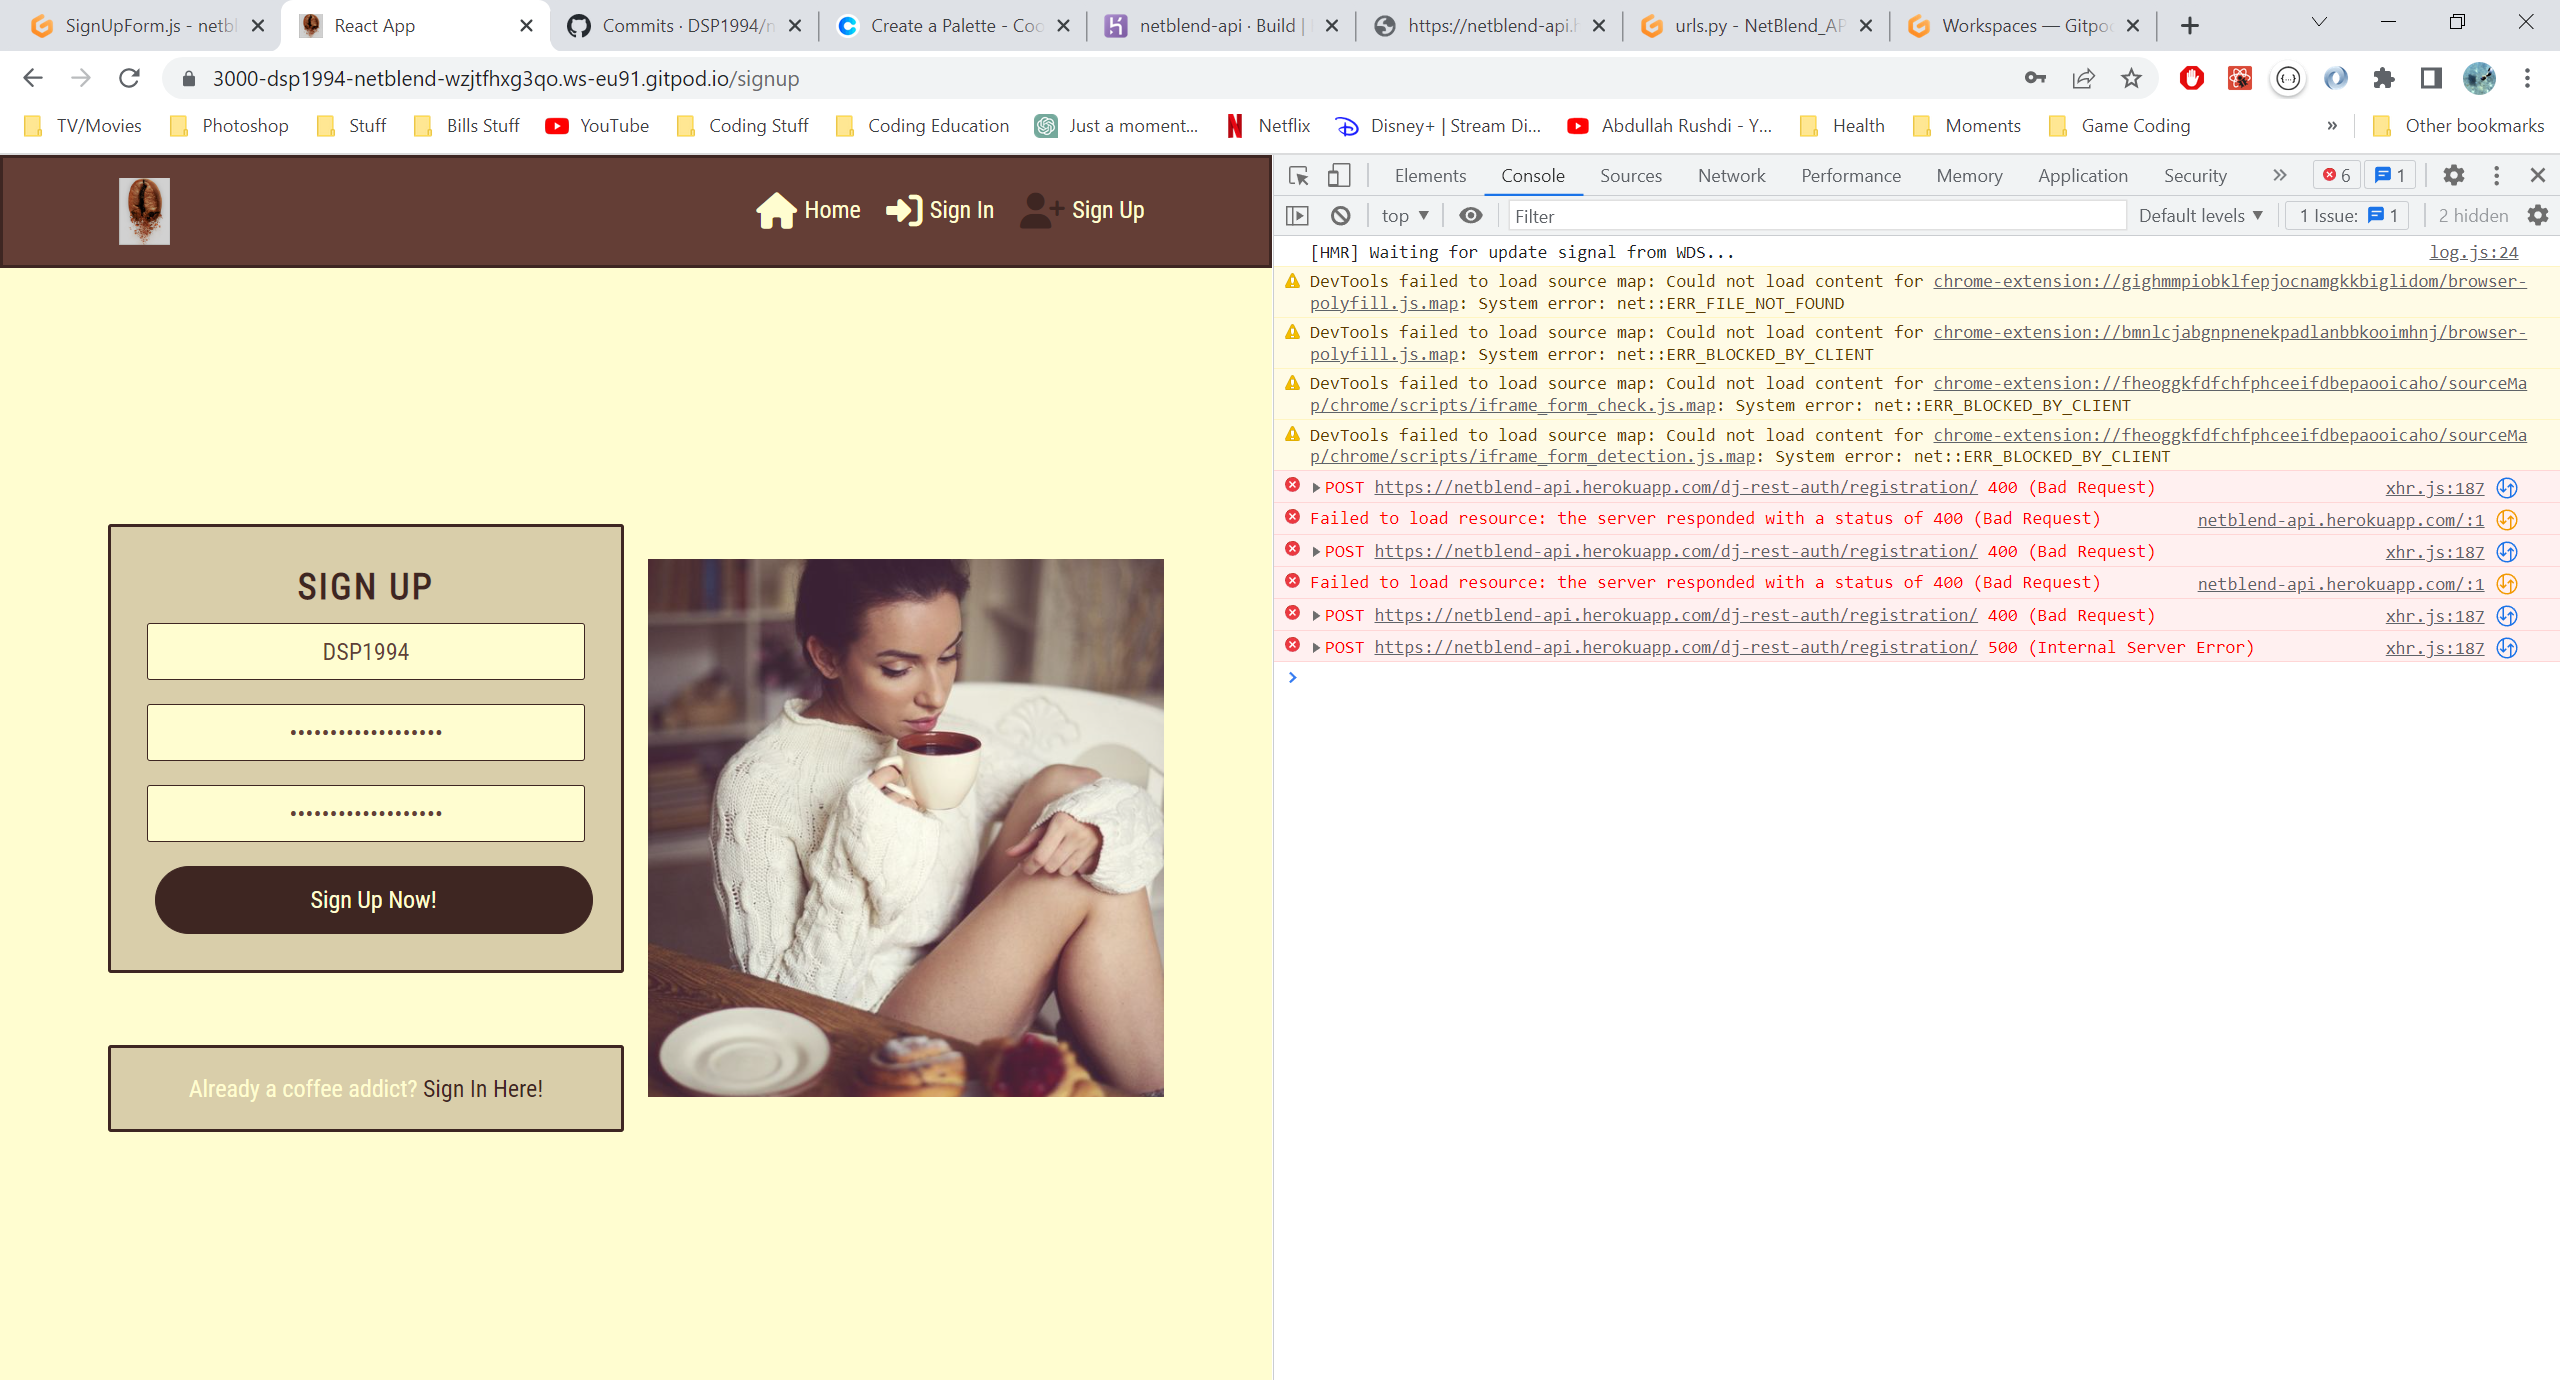 SignUpForm.js - netbl
React App
Commits · DSP1994/n
Create a Palette - Coo
netblend-api · Build |
https://netblend-api.h
urls.py - NetBlend_AP
Workspaces — Gitpod
3000-dsp1994-netblend-wzjtfhxg3qo.ws-eu91.gitpod.io/signup
TV/Movies
Photoshop
Stuff
Bills Stuff
YouTube
Coding Stuff
Coding Education
Just a moment...
Netflix
Disney+ | Stream Di...
Abdullah Rushdi - Y...
Health
Moments
Game Coding
»
Other bookmarks
Home
Sign In
Sign Up
SIGN UP
DSP1994
•••••••••••••••••••
•••••••••••••••••••
Sign Up Now!
Already a coffee addict? Sign In Here!
Elements
Console
Sources
Network
Performance
Memory
Application
Security
»
6
1
top ▼
Filter
Default levels ▼
1 Issue: 1
2 hidden
[HMR] Waiting for update signal from WDS... log.js:24
DevTools failed to load source map: Could not load content for chrome-extension://gighmmpiobklfepjocnamgkkbiglidom/browser-
polyfill.js.map: System error: net::ERR_FILE_NOT_FOUND
DevTools failed to load source map: Could not load content for chrome-extension://bmnlcjabgnpnenekpadlanbbkooimhnj/browser-
polyfill.js.map: System error: net::ERR_BLOCKED_BY_CLIENT
DevTools failed to load source map: Could not load content for chrome-extension://fheoggkfdfchfphceeifdbepaooicaho/sourceMa
p/chrome/scripts/iframe_form_check.js.map: System error: net::ERR_BLOCKED_BY_CLIENT
DevTools failed to load source map: Could not load content for chrome-extension://fheoggkfdfchfphceeifdbepaooicaho/sourceMa
p/chrome/scripts/iframe_form_detection.js.map: System error: net::ERR_BLOCKED_BY_CLIENT
▶POST https://netblend-api.herokuapp.com/dj-rest-auth/registration/ 400 (Bad Request) xhr.js:187
Failed to load resource: the server responded with a status of 400 (Bad Request) netblend-api.herokuapp.com/:1
▶POST https://netblend-api.herokuapp.com/dj-rest-auth/registration/ 400 (Bad Request) xhr.js:187
Failed to load resource: the server responded with a status of 400 (Bad Request) netblend-api.herokuapp.com/:1
▶POST https://netblend-api.herokuapp.com/dj-rest-auth/registration/ 400 (Bad Request) xhr.js:187
▶POST https://netblend-api.herokuapp.com/dj-rest-auth/registration/ 500 (Internal Server Error) xhr.js:187